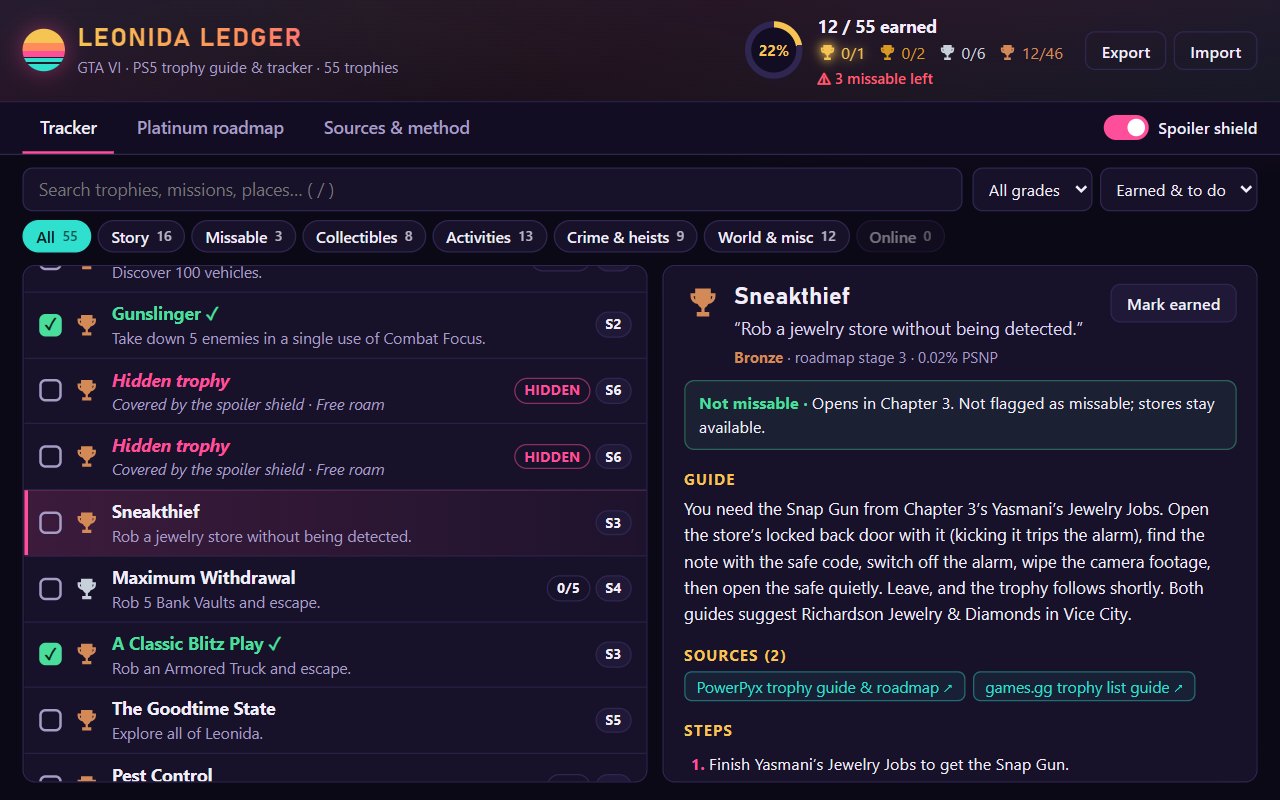 LEONIDA LEDGER
GTA VI · PS5 trophy guide & tracker · 55 trophies
22%
12 / 55 earned
0/1 0/2 0/6 12/46
⚠ 3 missable left
Export
Import
Tracker
Platinum roadmap
Sources & method
Spoiler shield
Search trophies, missions, places… ( / )
All grades
Earned & to do
All 55
Story 16
Missable 3
Collectibles 8
Activities 13
Crime & heists 9
World & misc 12
Online 0
Discover 100 vehicles.
Gunslinger ✓
Take down 5 enemies in a single use of Combat Focus.
S2
Hidden trophy
Covered by the spoiler shield · Free roam
HIDDEN S6
Hidden trophy
Covered by the spoiler shield · Free roam
HIDDEN S6
Sneakthief
Rob a jewelry store without being detected.
S3
Maximum Withdrawal
Rob 5 Bank Vaults and escape.
0/5 S4
A Classic Blitz Play ✓
Rob an Armored Truck and escape.
S3
The Goodtime State
Explore all of Leonida.
S5
Pest Control
Sneakthief
“Rob a jewelry store without being detected.”
Bronze · roadmap stage 3 · 0.02% PSNP
Mark earned
Not missable · Opens in Chapter 3. Not flagged as missable; stores stay
available.
GUIDE
You need the Snap Gun from Chapter 3’s Yasmani’s Jewelry Jobs. Open
the store’s locked back door with it (kicking it trips the alarm), find the
note with the safe code, switch off the alarm, wipe the camera footage,
then open the safe quietly. Leave, and the trophy follows shortly. Both
guides suggest Richardson Jewelry & Diamonds in Vice City.
SOURCES (2)
PowerPyx trophy guide & roadmap ↗
games.gg trophy list guide ↗
STEPS
1. Finish Yasmani’s Jewelry Jobs to get the Snap Gun.